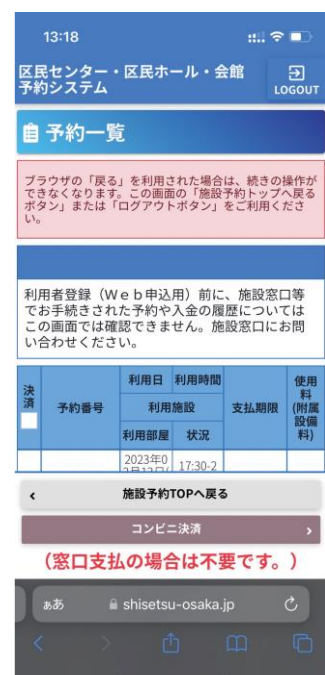 13:18
区民センター・区民ホール・会館
予約システム
LOGOUT
予約一覧
ブラウザの「戻る」を利用された場合は、続きの操作が
できなくなります。この画面の「施設予約トップへ戻る
ボタン」または「ログアウトボタン」をご利用くださ
い。
利用者登録（Ｗｅｂ申込用）前に、施設窓口等
でお手続きされた予約や入金の履歴については
この画面では確認できません。施設窓口にお問
い合わせください。
決済
予約番号
利用日 利用時間
利用施設
利用部屋 状況
支払期限
使用料(附属設備料)
2023年0
17:30-2
施設予約TOPへ戻る
コンビニ決済
（窓口支払の場合は不要です。）
ぁあ shisetsu-osaka.jp